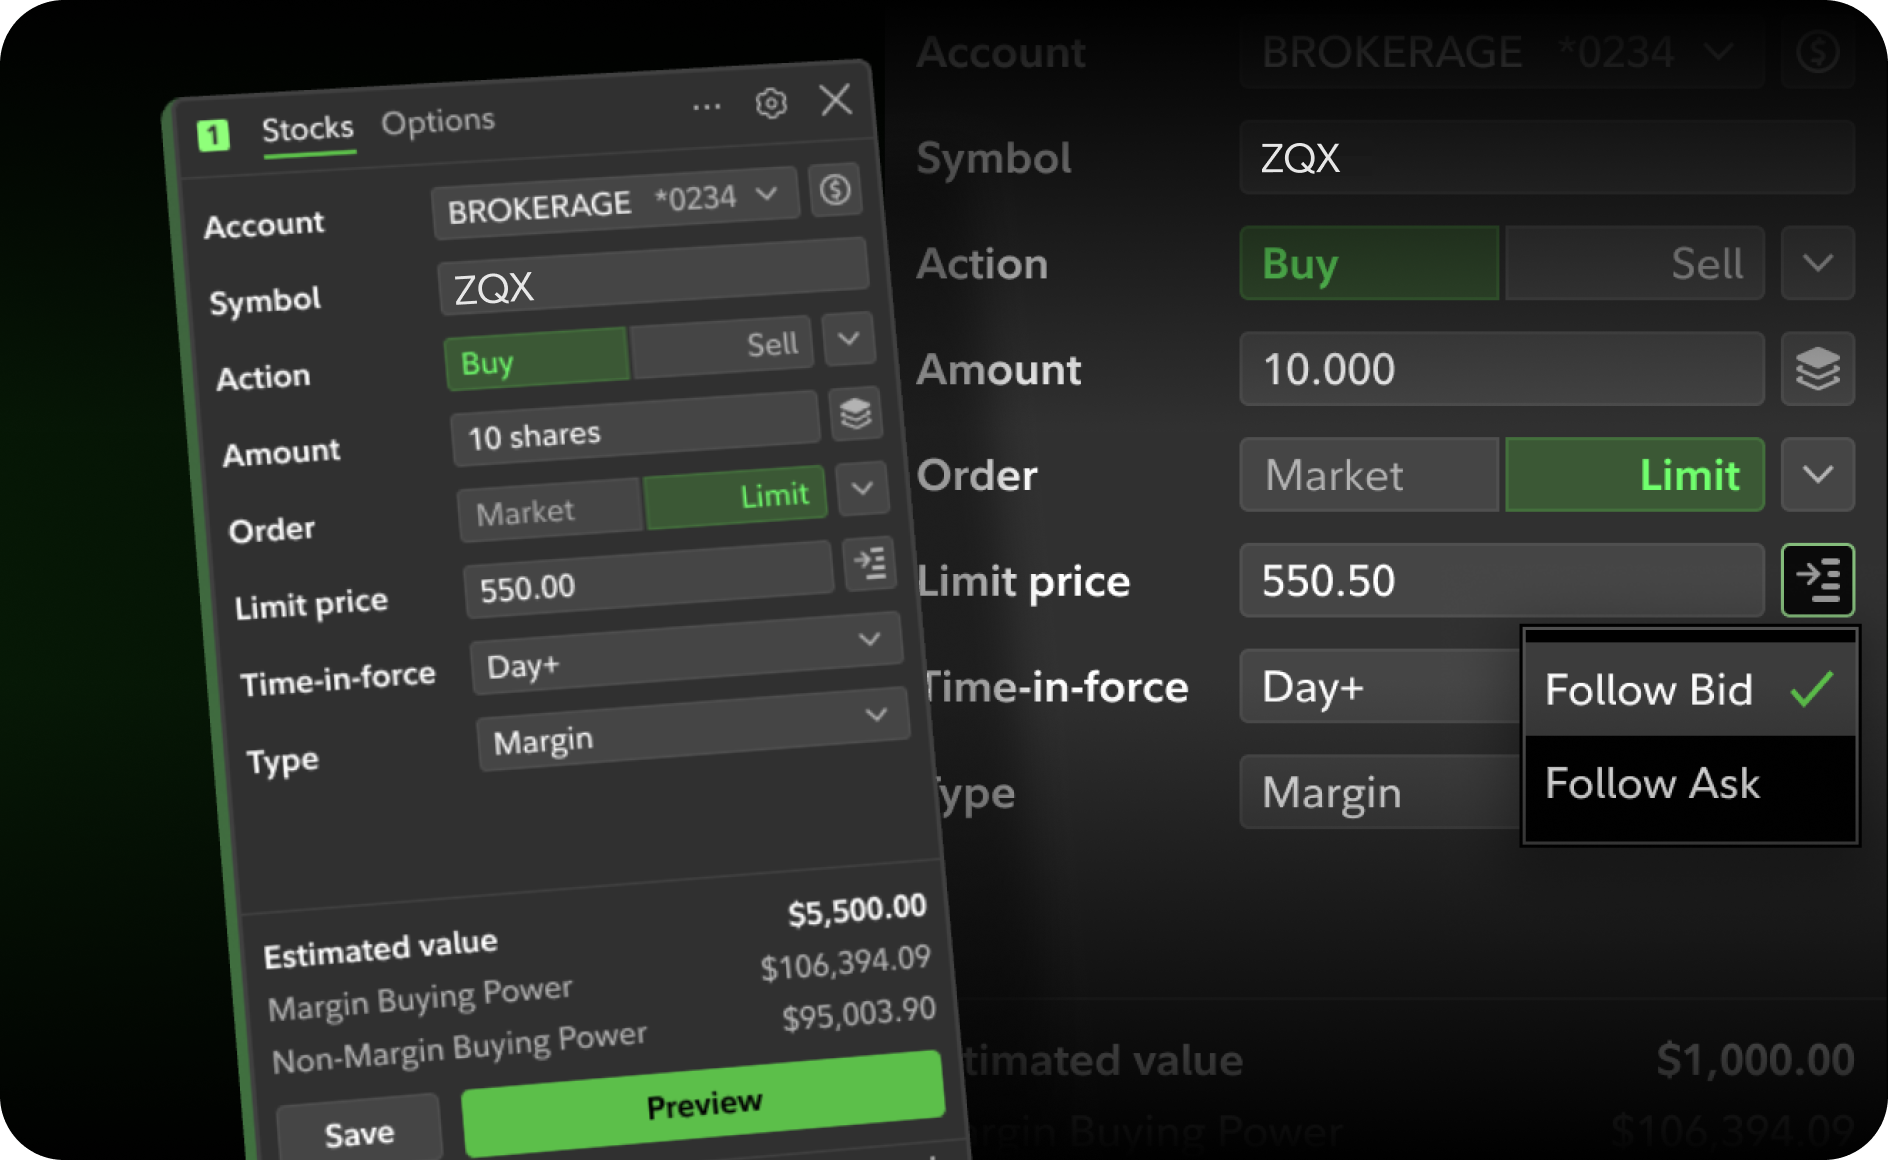 1 Stocks Options ...
Account BROKERAGE *0234 $
Symbol ZQX
Action Buy Sell
Amount 10 shares
Order Market Limit
Limit price 550.00
Time-in-force Day+
Type Margin
Estimated value $5,500.00
Margin Buying Power $106,394.09
Non-Margin Buying Power $95,003.90
Save Preview
Account BROKERAGE *0234 $
Symbol ZQX
Action Buy Sell
Amount 10.000
Order Market Limit
Limit price 550.50
Time-in-force Day+
Follow Bid
Follow Ask
ype Margin
timated value $1,000.00
rgin Buying Power $106,394.09